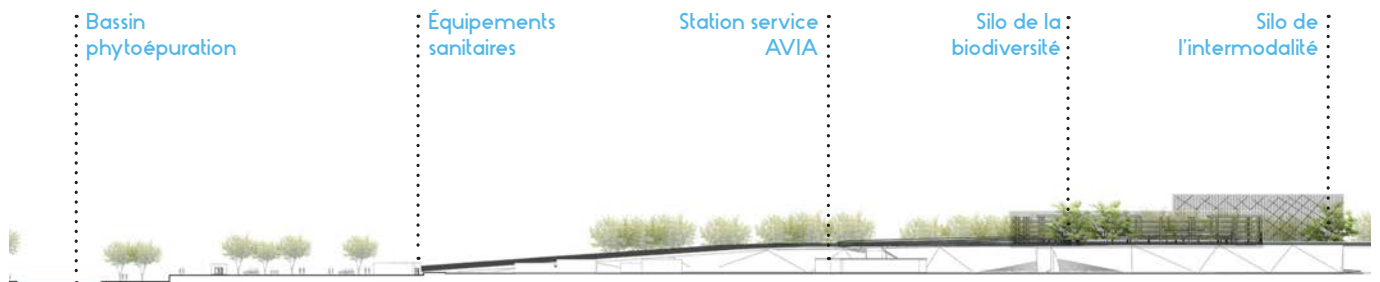 Bassin
phytoépuration
Équipements
sanitaires
Station service
AVIA
Silo de la
biodiversité
Silo de
l'intermodalité